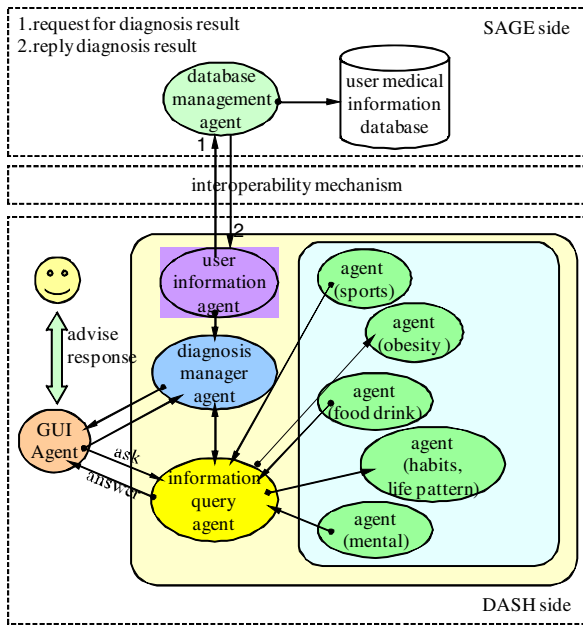 1.request for diagnosis result
2.reply diagnosis result
SAGE side
database
management
agent
user medical
information
database
1
interoperability mechanism
2
user
information
agent
agent
(sports)
agent
(obesity )
advise
response
diagnosis
manager
agent
agent
(food drink)
GUI
Agent
ask
answer
information
query
agent
agent
(habits,
life pattern)
agent
(mental)
DASH side